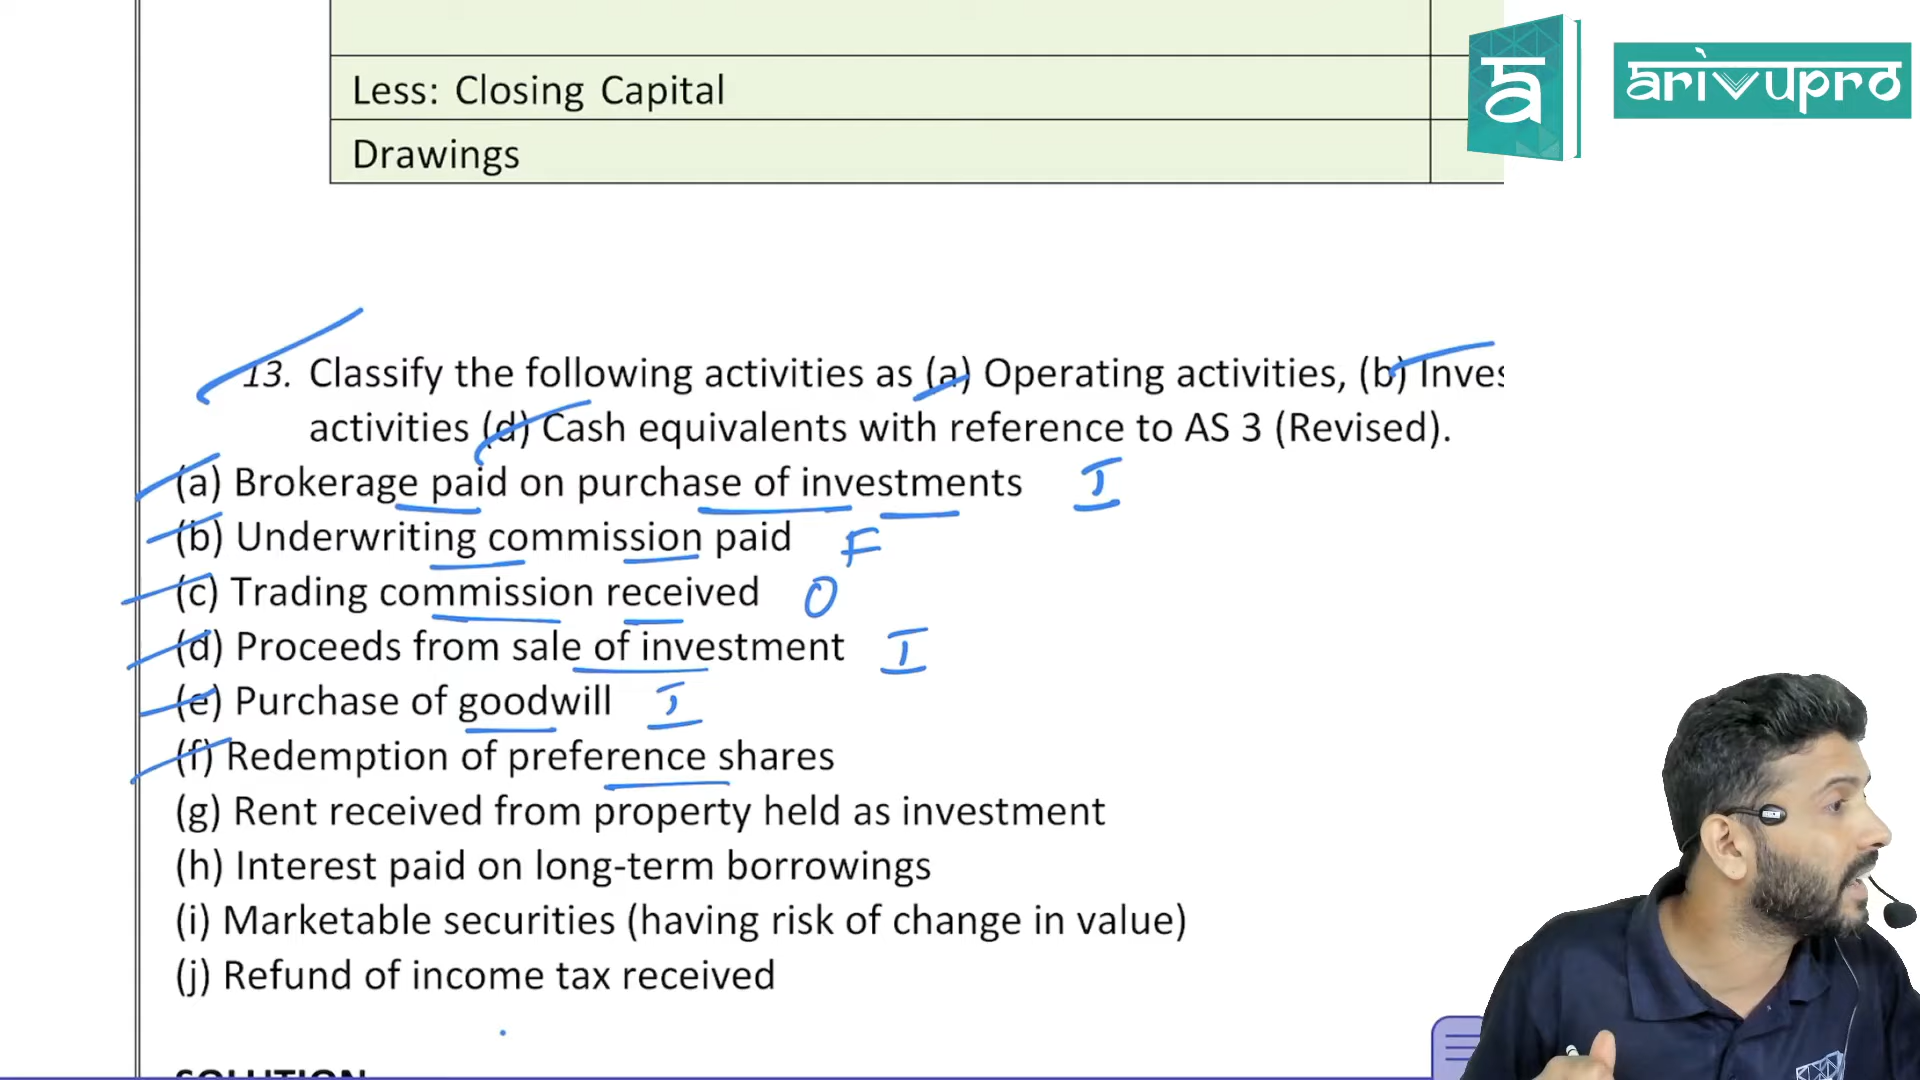 Less: Closing Capital
Drawings
a
arivupro
13. Classify the following activities as (a) Operating activities, (b) Inves
activities (d) Cash equivalents with reference to AS 3 (Revised).
(a) Brokerage paid on purchase of investments I
(b) Underwriting commission paid F
(c) Trading commission received O
(d) Proceeds from sale of investment I
(e) Purchase of goodwill I
(f) Redemption of preference shares
(g) Rent received from property held as investment
(h) Interest paid on long-term borrowings
(i) Marketable securities (having risk of change in value)
(j) Refund of income tax received
SOLUTION